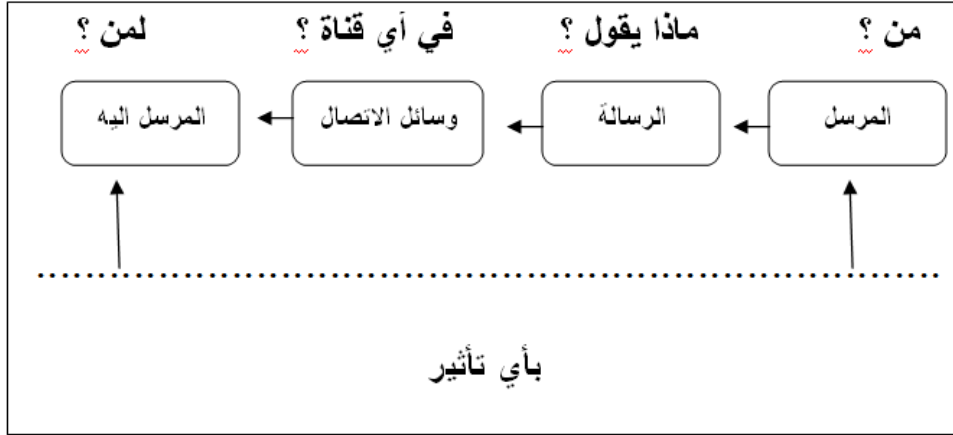 من ؟ ماذا يقول ؟ في أي قناة ؟ لمن ؟
المرسل الرسالة وسائل الاتصال المرسل اليه
بأي تأثير